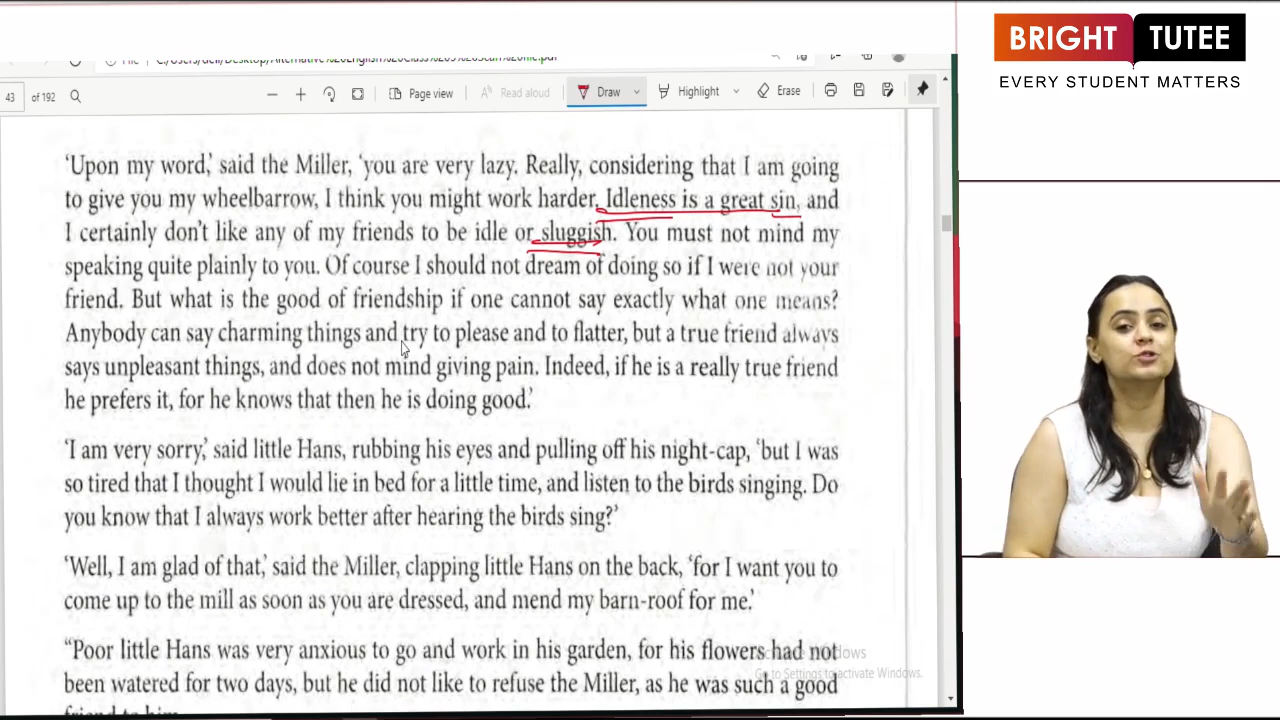 BRIGHT TUTEE
EVERY STUDENT MATTERS
43 of 192
Page view
Read aloud
Draw
Highlight
Erase
‘Upon my word,’ said the Miller, ‘you are very lazy. Really, considering that I am going
to give you my wheelbarrow, I think you might work harder. Idleness is a great sin, and
I certainly don’t like any of my friends to be idle or sluggish. You must not mind my
speaking quite plainly to you. Of course I should not dream of doing so if I were not your
friend. But what is the good of friendship if one cannot say exactly what one means?
Anybody can say charming things and try to please and to flatter, but a true friend always
says unpleasant things, and does not mind giving pain. Indeed, if he is a really true friend
he prefers it, for he knows that then he is doing good.’
‘I am very sorry,’ said little Hans, rubbing his eyes and pulling off his night-cap, ‘but I was
so tired that I thought I would lie in bed for a little time, and listen to the birds singing. Do
you know that I always work better after hearing the birds sing?’
‘Well, I am glad of that,’ said the Miller, clapping little Hans on the back, ‘for I want you to
come up to the mill as soon as you are dressed, and mend my barn-roof for me.’
“Poor little Hans was very anxious to go and work in his garden, for his flowers had not
been watered for two days, but he did not like to refuse the Miller, as he was such a good
friend to him
Go to Settings to activate Windows.